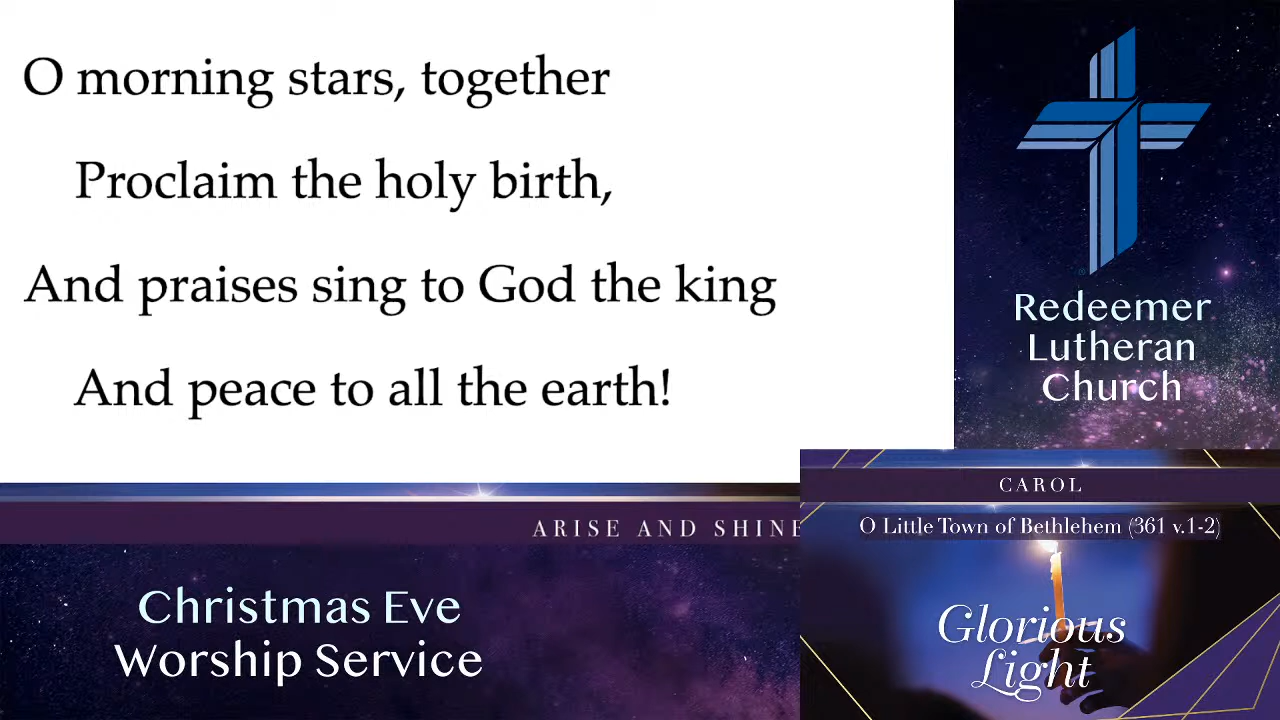 O morning stars, together
Proclaim the holy birth,
And praises sing to God the king
And peace to all the earth!
®
Redeemer
Lutheran
Church
ARISE AND SHINE
Christmas Eve
Worship Service
CAROL
O Little Town of Bethlehem (361 v.1-2)
Glorious
Light